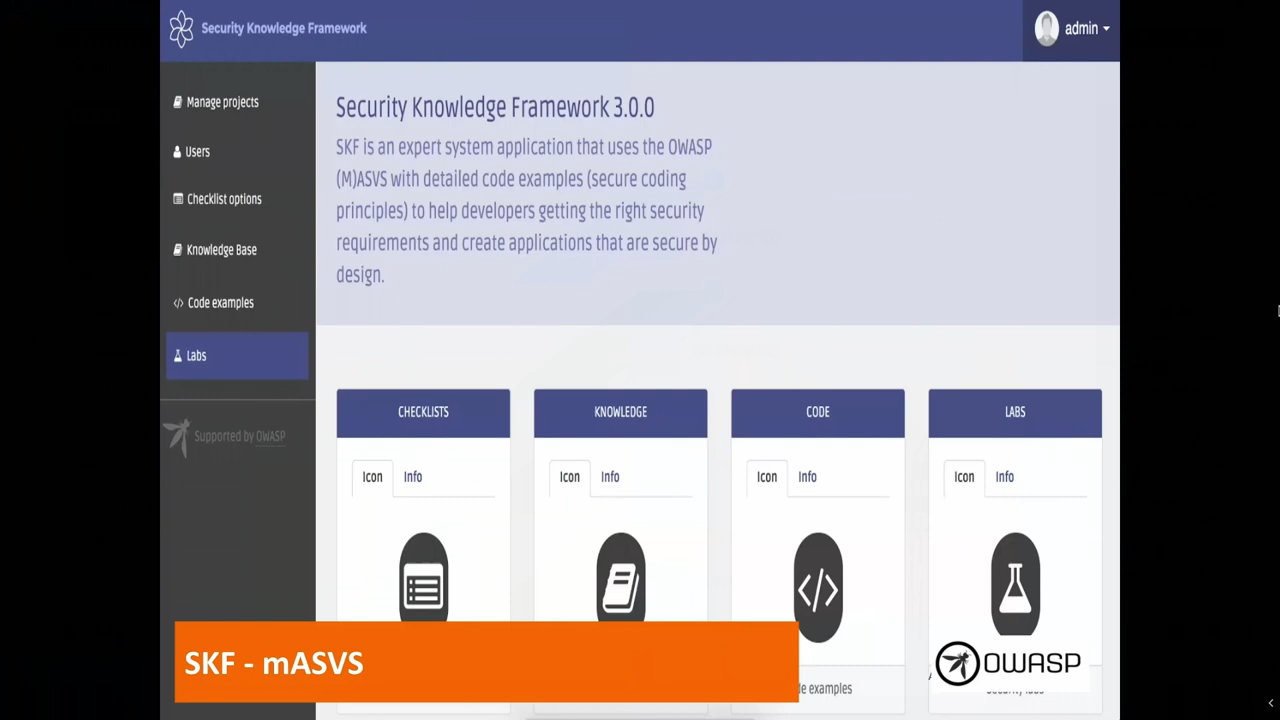 Security Knowledge Framework
admin
Manage projects
Users
Checklist options
Knowledge Base
Code examples
Labs
Supported by OWASP
Security Knowledge Framework 3.0.0
SKF is an expert system application that uses the OWASP
(M)ASVS with detailed code examples (secure coding
principles) to help developers getting the right security
requirements and create applications that are secure by
design.
CHECKLISTS
KNOWLEDGE
CODE
LABS
Icon Info
Icon Info
Icon Info
Icon Info
examples
SKF - mASVS
OWASP